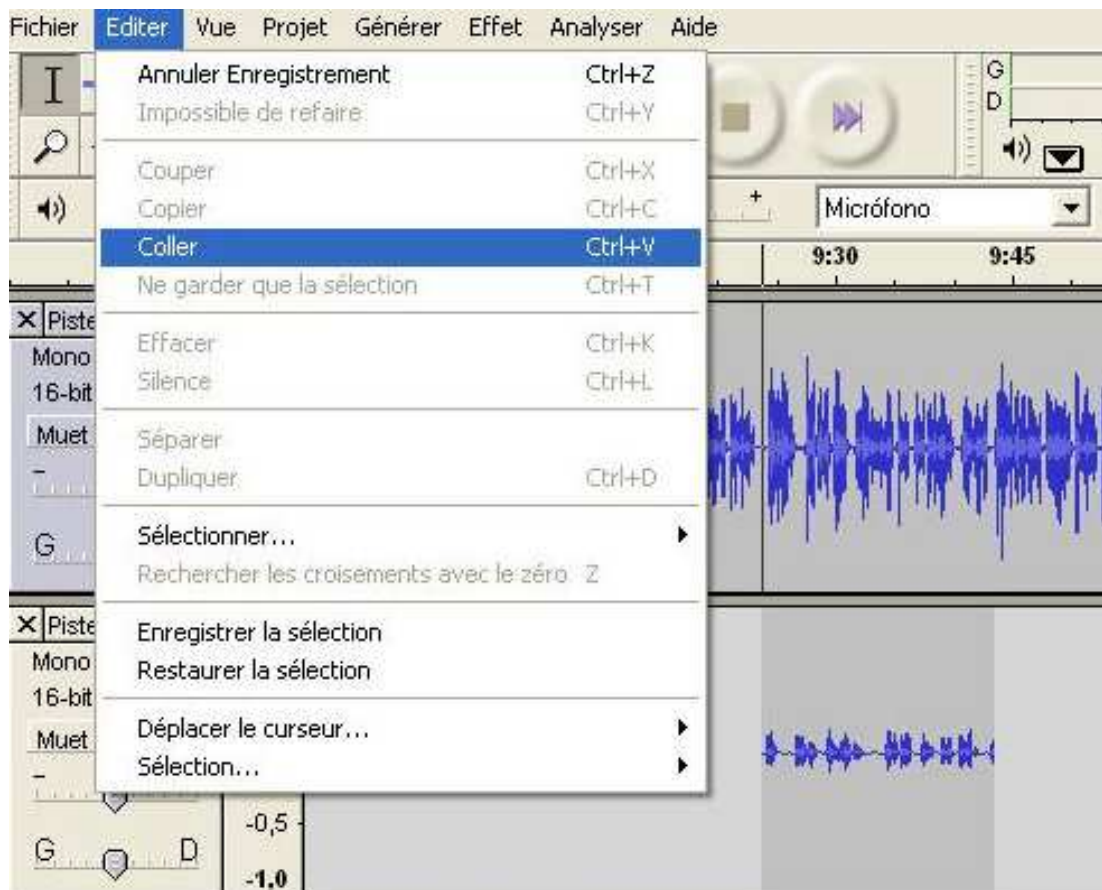 Fichier Editer Vue Projet Générer Effet Analyser Aide
Annuler Enregistrement Ctrl+Z
Impossible de refaire Ctrl+Y
Couper Ctrl+X
Copier Ctrl+C
Coller Ctrl+V
Ne garder que la sélection Ctrl+T
Effacer Ctrl+K
Silence Ctrl+L
Séparer
Dupliquer Ctrl+D
Sélectionner...
Rechercher les croisements avec le zéro Z
Enregistrer la sélection
Restaurer la sélection
Déplacer le curseur...
Sélection...
G
D
+
Micrófono
9:30 9:45
X Piste
Mono
16-bit
Muet
-
G
X Piste
Mono
16-bit
Muet
-
G D
-0,5
-1.0